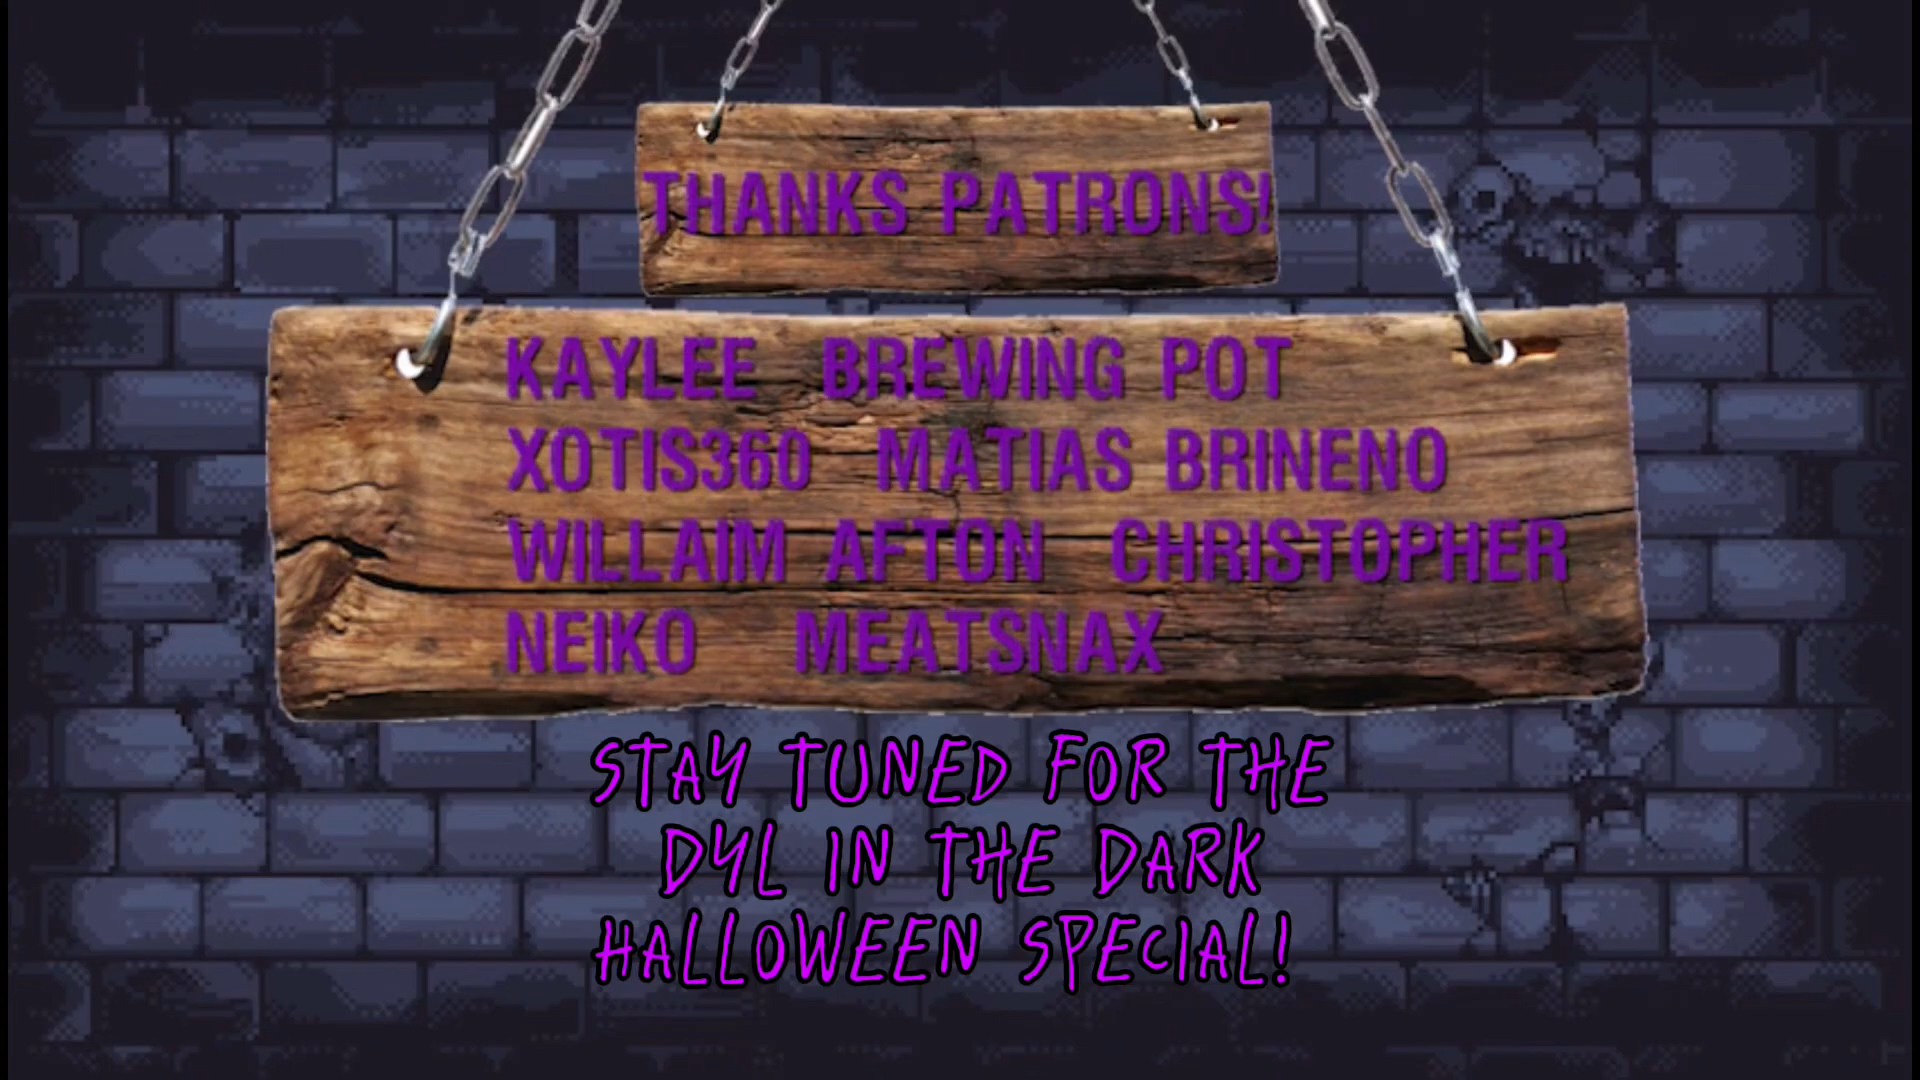 THANKS PATRONS!
KAYLEE BREWING POT
XOTIS360 MATIAS BRINENO
WILLAIM AFTON CHRISTOPHER
NEIKO MEATSNAX
STAY TUNED FOR THE
DYL IN THE DARK
HALLOWEEN SPECIAL!